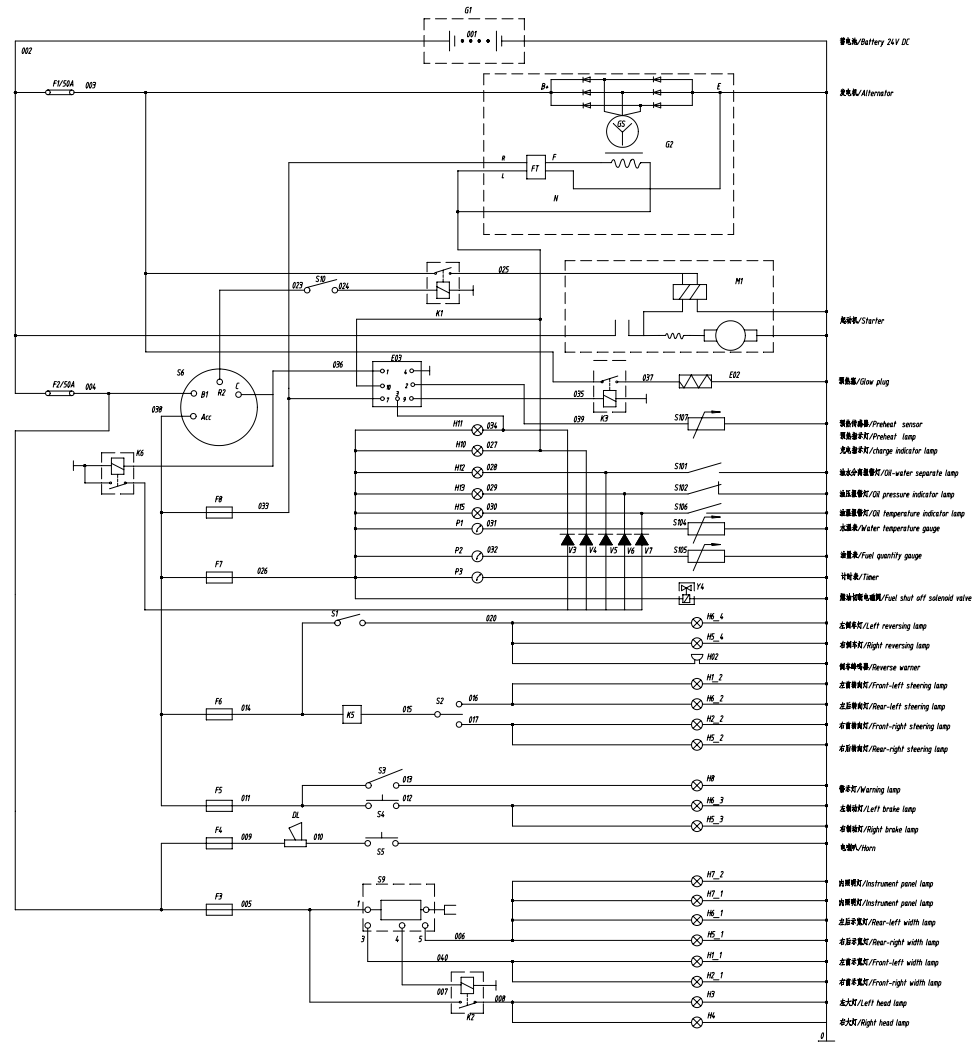 G1
001
002
蓄电池/Battery 24V DC
F1/50A 003
B+ E
发电机/Alternator
GS
G2
R F
FT
L
N
025
S10
023 024
M1
K1
起动机/Starter
E03
036
S6
1 4
037 E02
预热塞/Glow plug
F2/50A 004
C
B1 R2
10 2
035
038
Acc
7 3 9
K3
039
S107
预热传感器/Preheat sensor
H11 034
预热指示灯/Preheat lamp
H10 027
充电指示灯/charge indicator lamp
K6
H12 028
S101
油水分离报警灯/Oil-water separate lamp
H13 029
S102
油压报警灯/Oil pressure indicator lamp
F8
033
H15 030
S106
油温报警灯/Oil temperature indicator lamp
P1 031
S104
水温表/Water temperature gauge
V3 V4 V5 V6 V7
P2 032
S105
油量表/Fuel quantity gauge
F7
026
P3
计时表/Timer
Y4
燃油切断电磁阀/Fuel shut off solenoid valve
S1
020
H6_4
左倒车灯/Left reversing lamp
H5_4
右倒车灯/Right reversing lamp
H02
倒车蜂鸣器/Reverse warner
H1_2
左前转向灯/Front-left steering lamp
F6
014
K5
015
S2
016
H6_2
左后转向灯/Rear-left steering lamp
017
H2_2
右前转向灯/Front-right steering lamp
H5_2
右后转向灯/Rear-right steering lamp
S3
013
H8
警示灯/Warning lamp
F5
011
012
S4
H6_3
左制动灯/Left brake lamp
H5_3
右制动灯/Right brake lamp
DL
F4
009 010
S5
电喇叭/Horn
S9
H7_2
内照明灯/Instrument panel lamp
F3
005
1
H7_1
内照明灯/Instrument panel lamp
H6_1
左后示宽灯/Rear-left width lamp
3 4 5
006
H5_1
右后示宽灯/Rear-right width lamp
040
H1_1
左前示宽灯/Front-left width lamp
H2_1
右前示宽灯/Front-right width lamp
007
008
K2
H3
左大灯/Left head lamp
H4
右大灯/Right head lamp
0